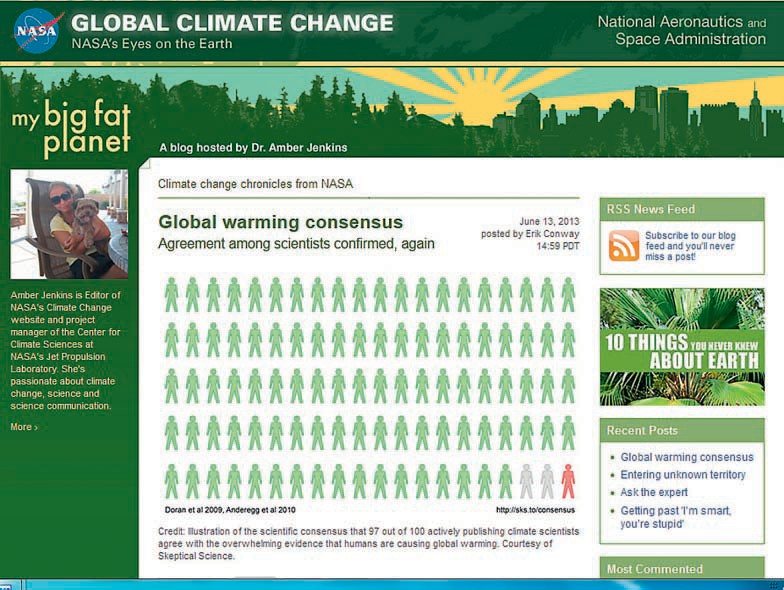 NASA
GLOBAL CLIMATE CHANGE
NASA's Eyes on the Earth
National Aeronautics and
Space Administration
my big fat
planet
A blog hosted by Dr. Amber Jenkins
Amber Jenkins is Editor of
NASA's Climate Change
website and project
manager of the Center for
Climate Sciences at
NASA's Jet Propulsion
Laboratory. She's
passionate about climate
change, science and
science communication.
More ›
Climate change chronicles from NASA
Global warming consensus
Agreement among scientists confirmed, again
June 13, 2013
posted by Erik Conway
14:59 PDT
Doran et al 2009, Anderegg et al 2010
http://sks.to/consensus
Credit: Illustration of the scientific consensus that 97 out of 100 actively publishing climate scientists
agree with the overwhelming evidence that humans are causing global warming. Courtesy of
Skeptical Science.
RSS News Feed
Subscribe to our blog
feed and you'll never
miss a post!
10 THINGS YOU NEVER KNEW
ABOUT EARTH
Recent Posts
• Global warming consensus
• Entering unknown territory
• Ask the expert
• Getting past 'I'm smart,
you're stupid'
Most Commented